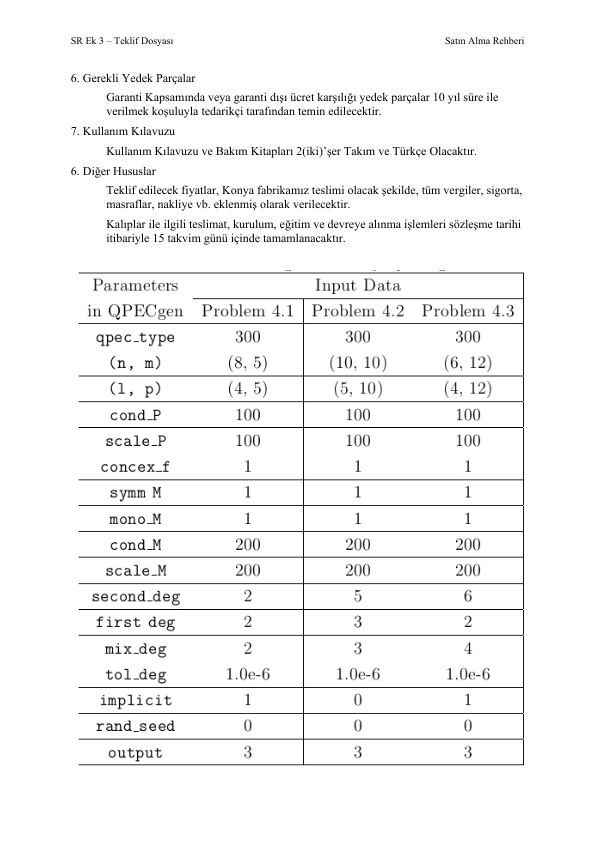 SR Ek 3 – Teklif Dosyası Satın Alma Rehberi
6. Gerekli Yedek Parçalar
Garanti Kapsamında veya garanti dışı ücret karşılığı yedek parçalar 10 yıl süre ile
verilmek koşuluyla tedarikçi tarafından temin edilecektir.
7. Kullanım Kılavuzu
Kullanım Kılavuzu ve Bakım Kitapları 2(iki)’şer Takım ve Türkçe Olacaktır.
6. Diğer Hususlar
Teklif edilecek fiyatlar, Konya fabrikamız teslimi olacak şekilde, tüm vergiler, sigorta,
masraflar, nakliye vb. eklenmiş olarak verilecektir.
Kalıplar ile ilgili teslimat, kurulum, eğitim ve devreye alınma işlemleri sözleşme tarihi
itibariyle 15 takvim günü içinde tamamlanacaktır.
Parameters Input Data
in QPECgen Problem 4.1 Problem 4.2 Problem 4.3
qpec_type 300 300 300
(n, m) (8, 5) (10, 10) (6, 12)
(l, p) (4, 5) (5, 10) (4, 12)
cond_P 100 100 100
scale_P 100 100 100
concex_f 1 1 1
symm M 1 1 1
mono_M 1 1 1
cond_M 200 200 200
scale_M 200 200 200
second_deg 2 5 6
first deg 2 3 2
mix_deg 2 3 4
tol_deg 1.0e-6 1.0e-6 1.0e-6
implicit 1 0 1
rand_seed 0 0 0
output 3 3 3